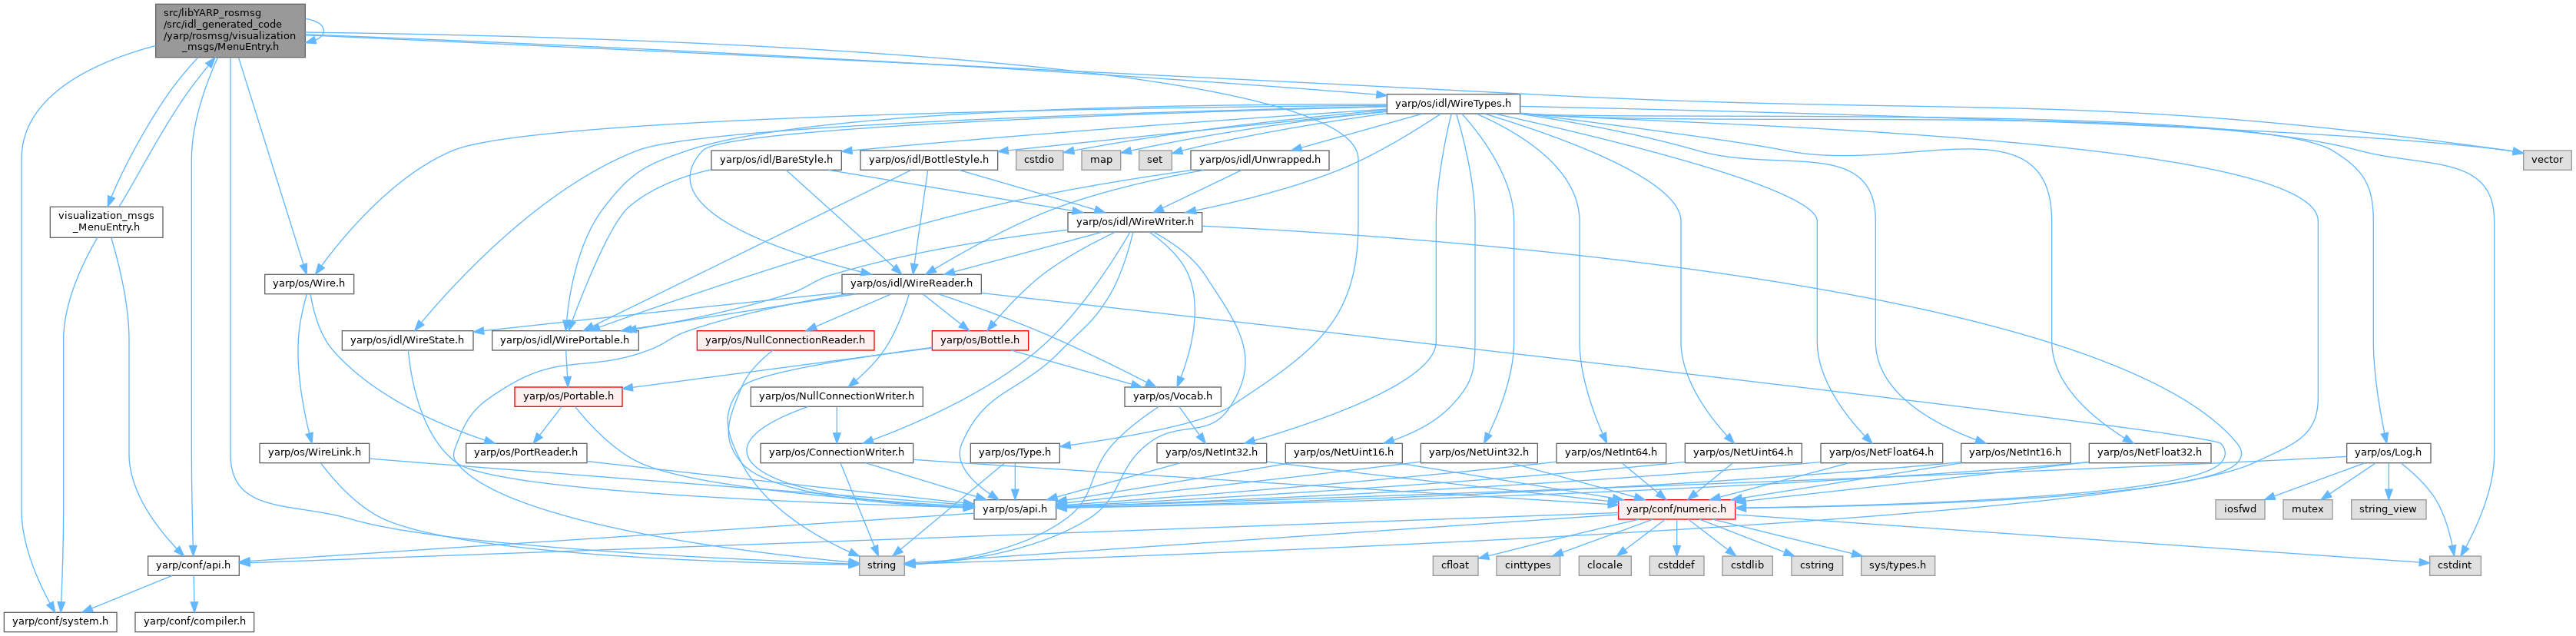 src/libYARP_rosmsg
/src/idl_generated_code
/yarp/rosmsg/visualization
_msgs/MenuEntry.h
yarp/os/idl/WireTypes.h
yarp/os/idl/BareStyle.h
yarp/os/idl/BottleStyle.h
cstdio
map
set
yarp/os/idl/Unwrapped.h
vector
visualization_msgs
_MenuEntry.h
yarp/os/idl/WireWriter.h
yarp/os/Wire.h
yarp/os/idl/WireReader.h
yarp/os/idl/WireState.h
yarp/os/idl/WirePortable.h
yarp/os/NullConnectionReader.h
yarp/os/Bottle.h
yarp/os/Portable.h
yarp/os/NullConnectionWriter.h
yarp/os/Vocab.h
yarp/os/WireLink.h
yarp/os/PortReader.h
yarp/os/ConnectionWriter.h
yarp/os/Type.h
yarp/os/NetInt32.h
yarp/os/NetUint16.h
yarp/os/NetUint32.h
yarp/os/NetInt64.h
yarp/os/NetUint64.h
yarp/os/NetFloat64.h
yarp/os/NetInt16.h
yarp/os/NetFloat32.h
yarp/os/Log.h
yarp/os/api.h
yarp/conf/numeric.h
iosfwd
mutex
string_view
yarp/conf/api.h
string
cfloat
cinttypes
clocale
cstddef
cstdlib
cstring
sys/types.h
cstdint
yarp/conf/system.h
yarp/conf/compiler.h